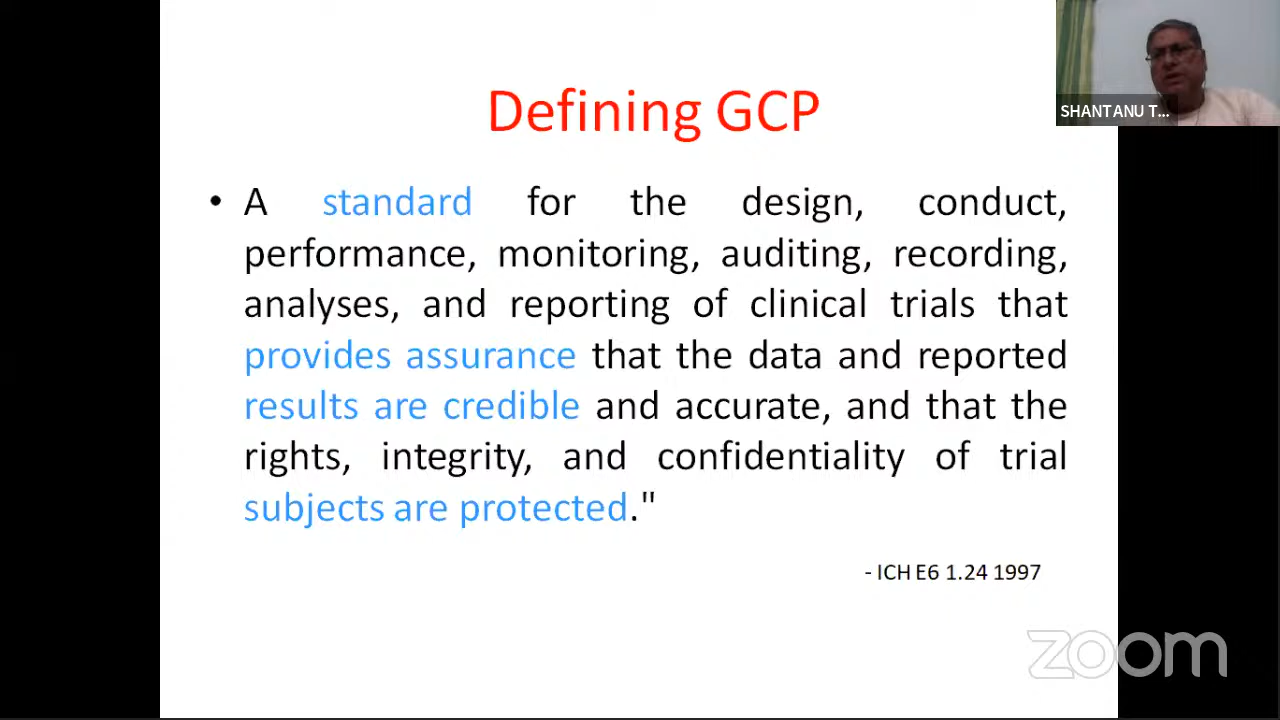 Defining GCP
SHANTANU T...
• A standard for the design, conduct,
performance, monitoring, auditing, recording,
analyses, and reporting of clinical trials that
provides assurance that the data and reported
results are credible and accurate, and that the
rights, integrity, and confidentiality of trial
subjects are protected."
- ICH E6 1.24 1997
zoom